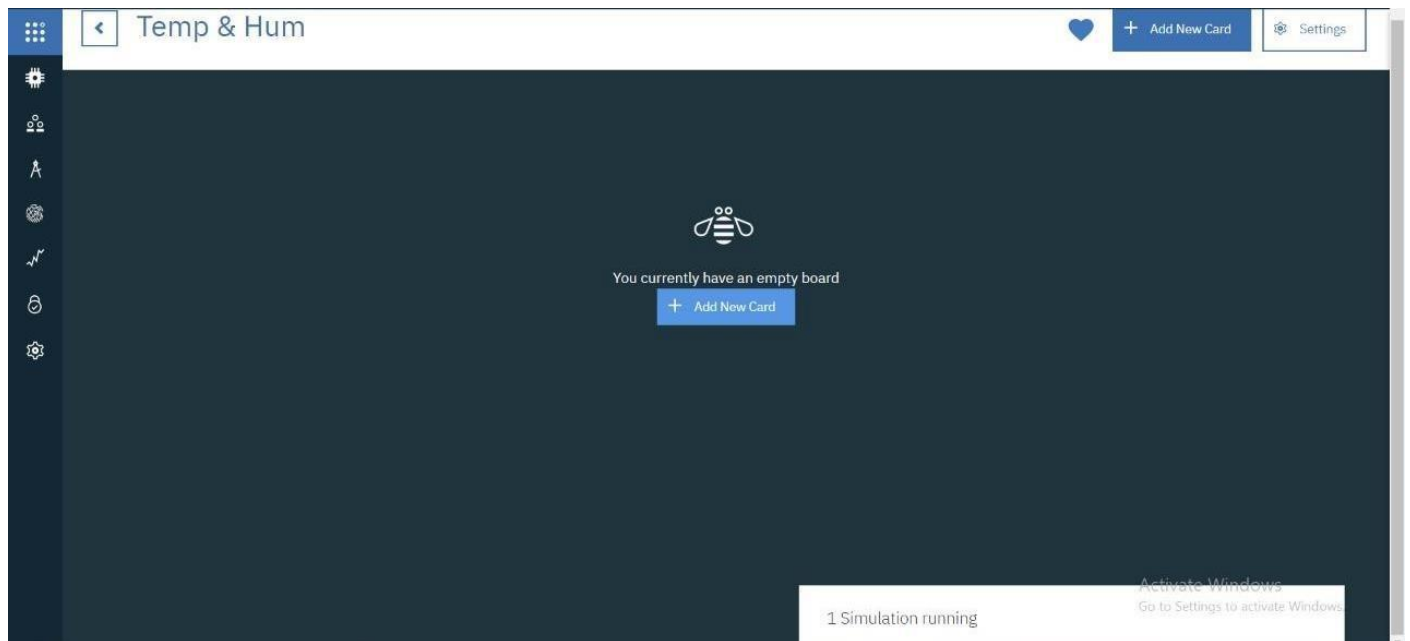 Temp & Hum
+ Add New Card
Settings
You currently have an empty board
+ Add New Card
1 Simulation running
Activate Windows
Go to Settings to activate Windows.